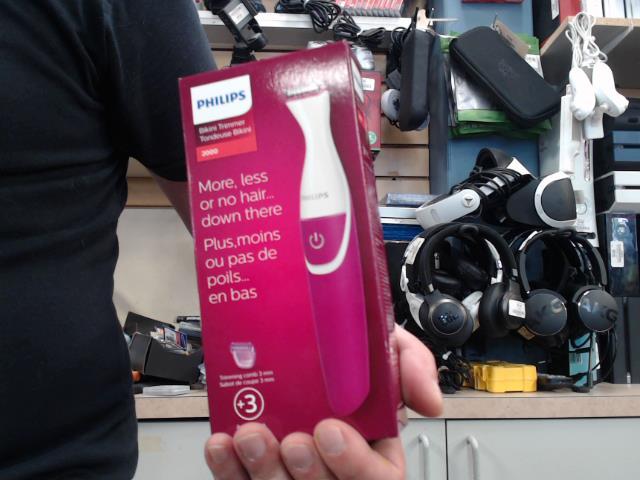 PHILIPS
Bikini Trimmer
Tondeuse Bikini
2000
More, less
or no hair...
down there
Plus, moins
ou pas de
poils...
en bas
PHILIPS
Trimming comb 3 mm
Sabot de coupe 3 mm
+3
AKG